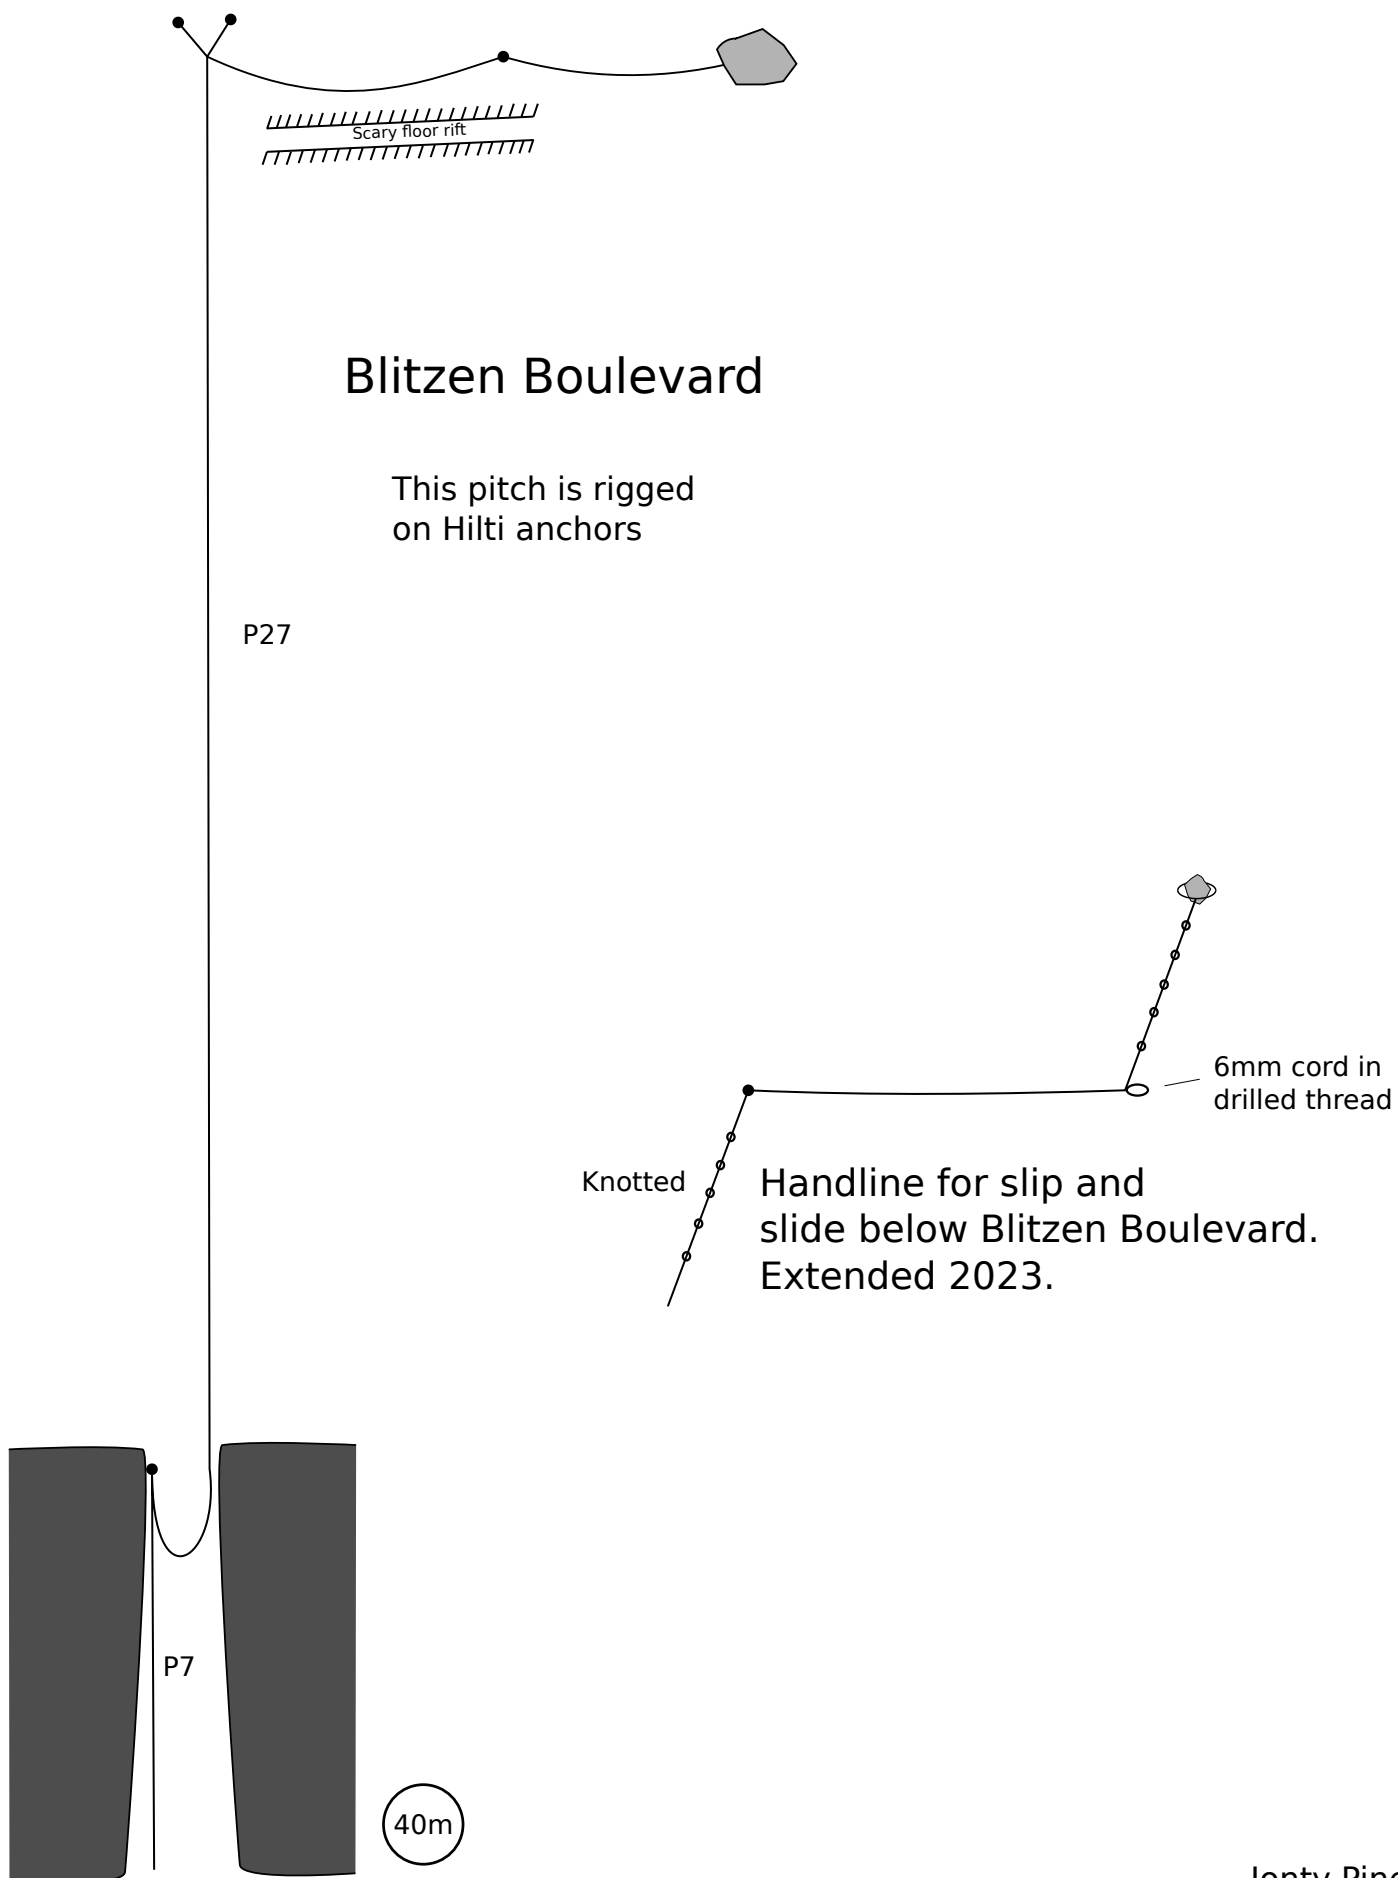 Scary floor rift
Blitzen Boulevard
This pitch is rigged
on Hilti anchors
P27
6mm cord in
drilled thread
Knotted
Handline for slip and
slide below Blitzen Boulevard.
Extended 2023.
P7
40m